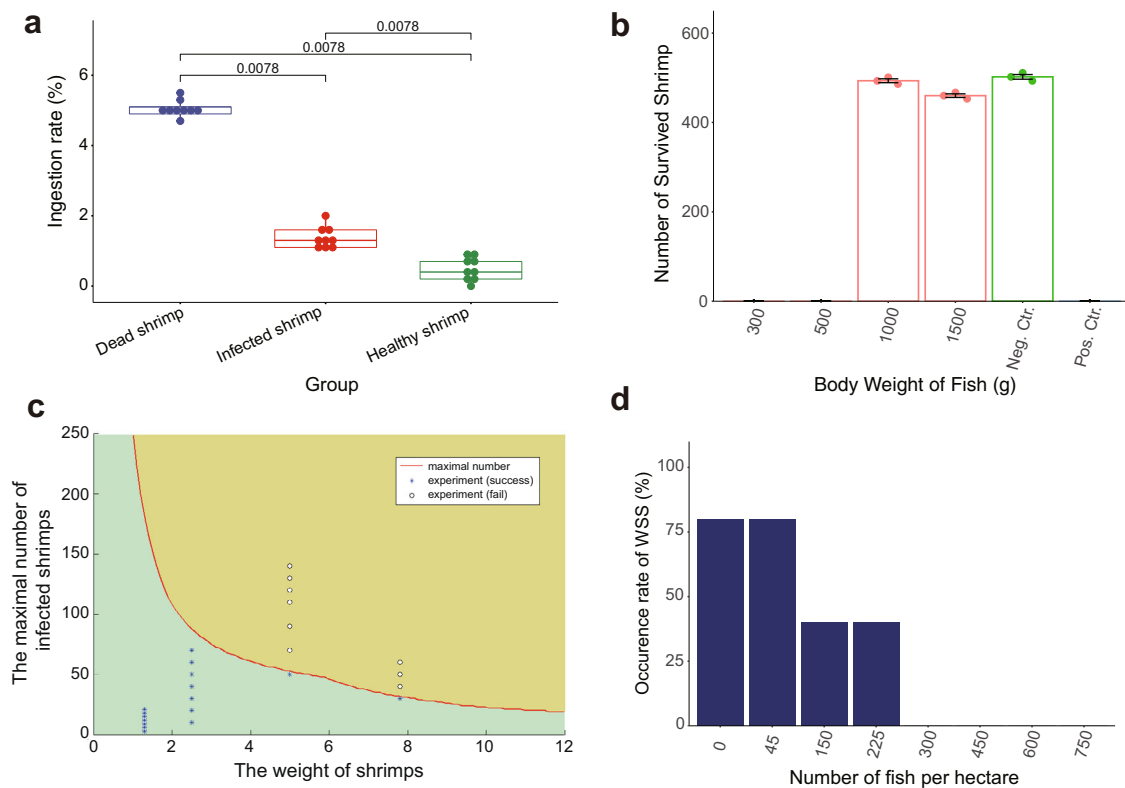 a
0.0078
0.0078
0.0078
Ingestion rate (%)
6
4
2
0
Dead shrimp
Infected shrimp
Healthy shrimp
Group
b
Number of Survived Shrimp
600
400
200
0
300
500
1000
1500
Neg. Ctr.
Pos. Ctr.
Body Weight of Fish (g)
c
The maximal number of
infected shrimps
250
200
150
100
50
0
maximal number
experiment (success)
experiment (fail)
0 2 4 6 8 10 12
The weight of shrimps
d
Occurence rate of WSS (%)
100
75
50
25
0
0
45
150
225
300
450
600
750
Number of fish per hectare